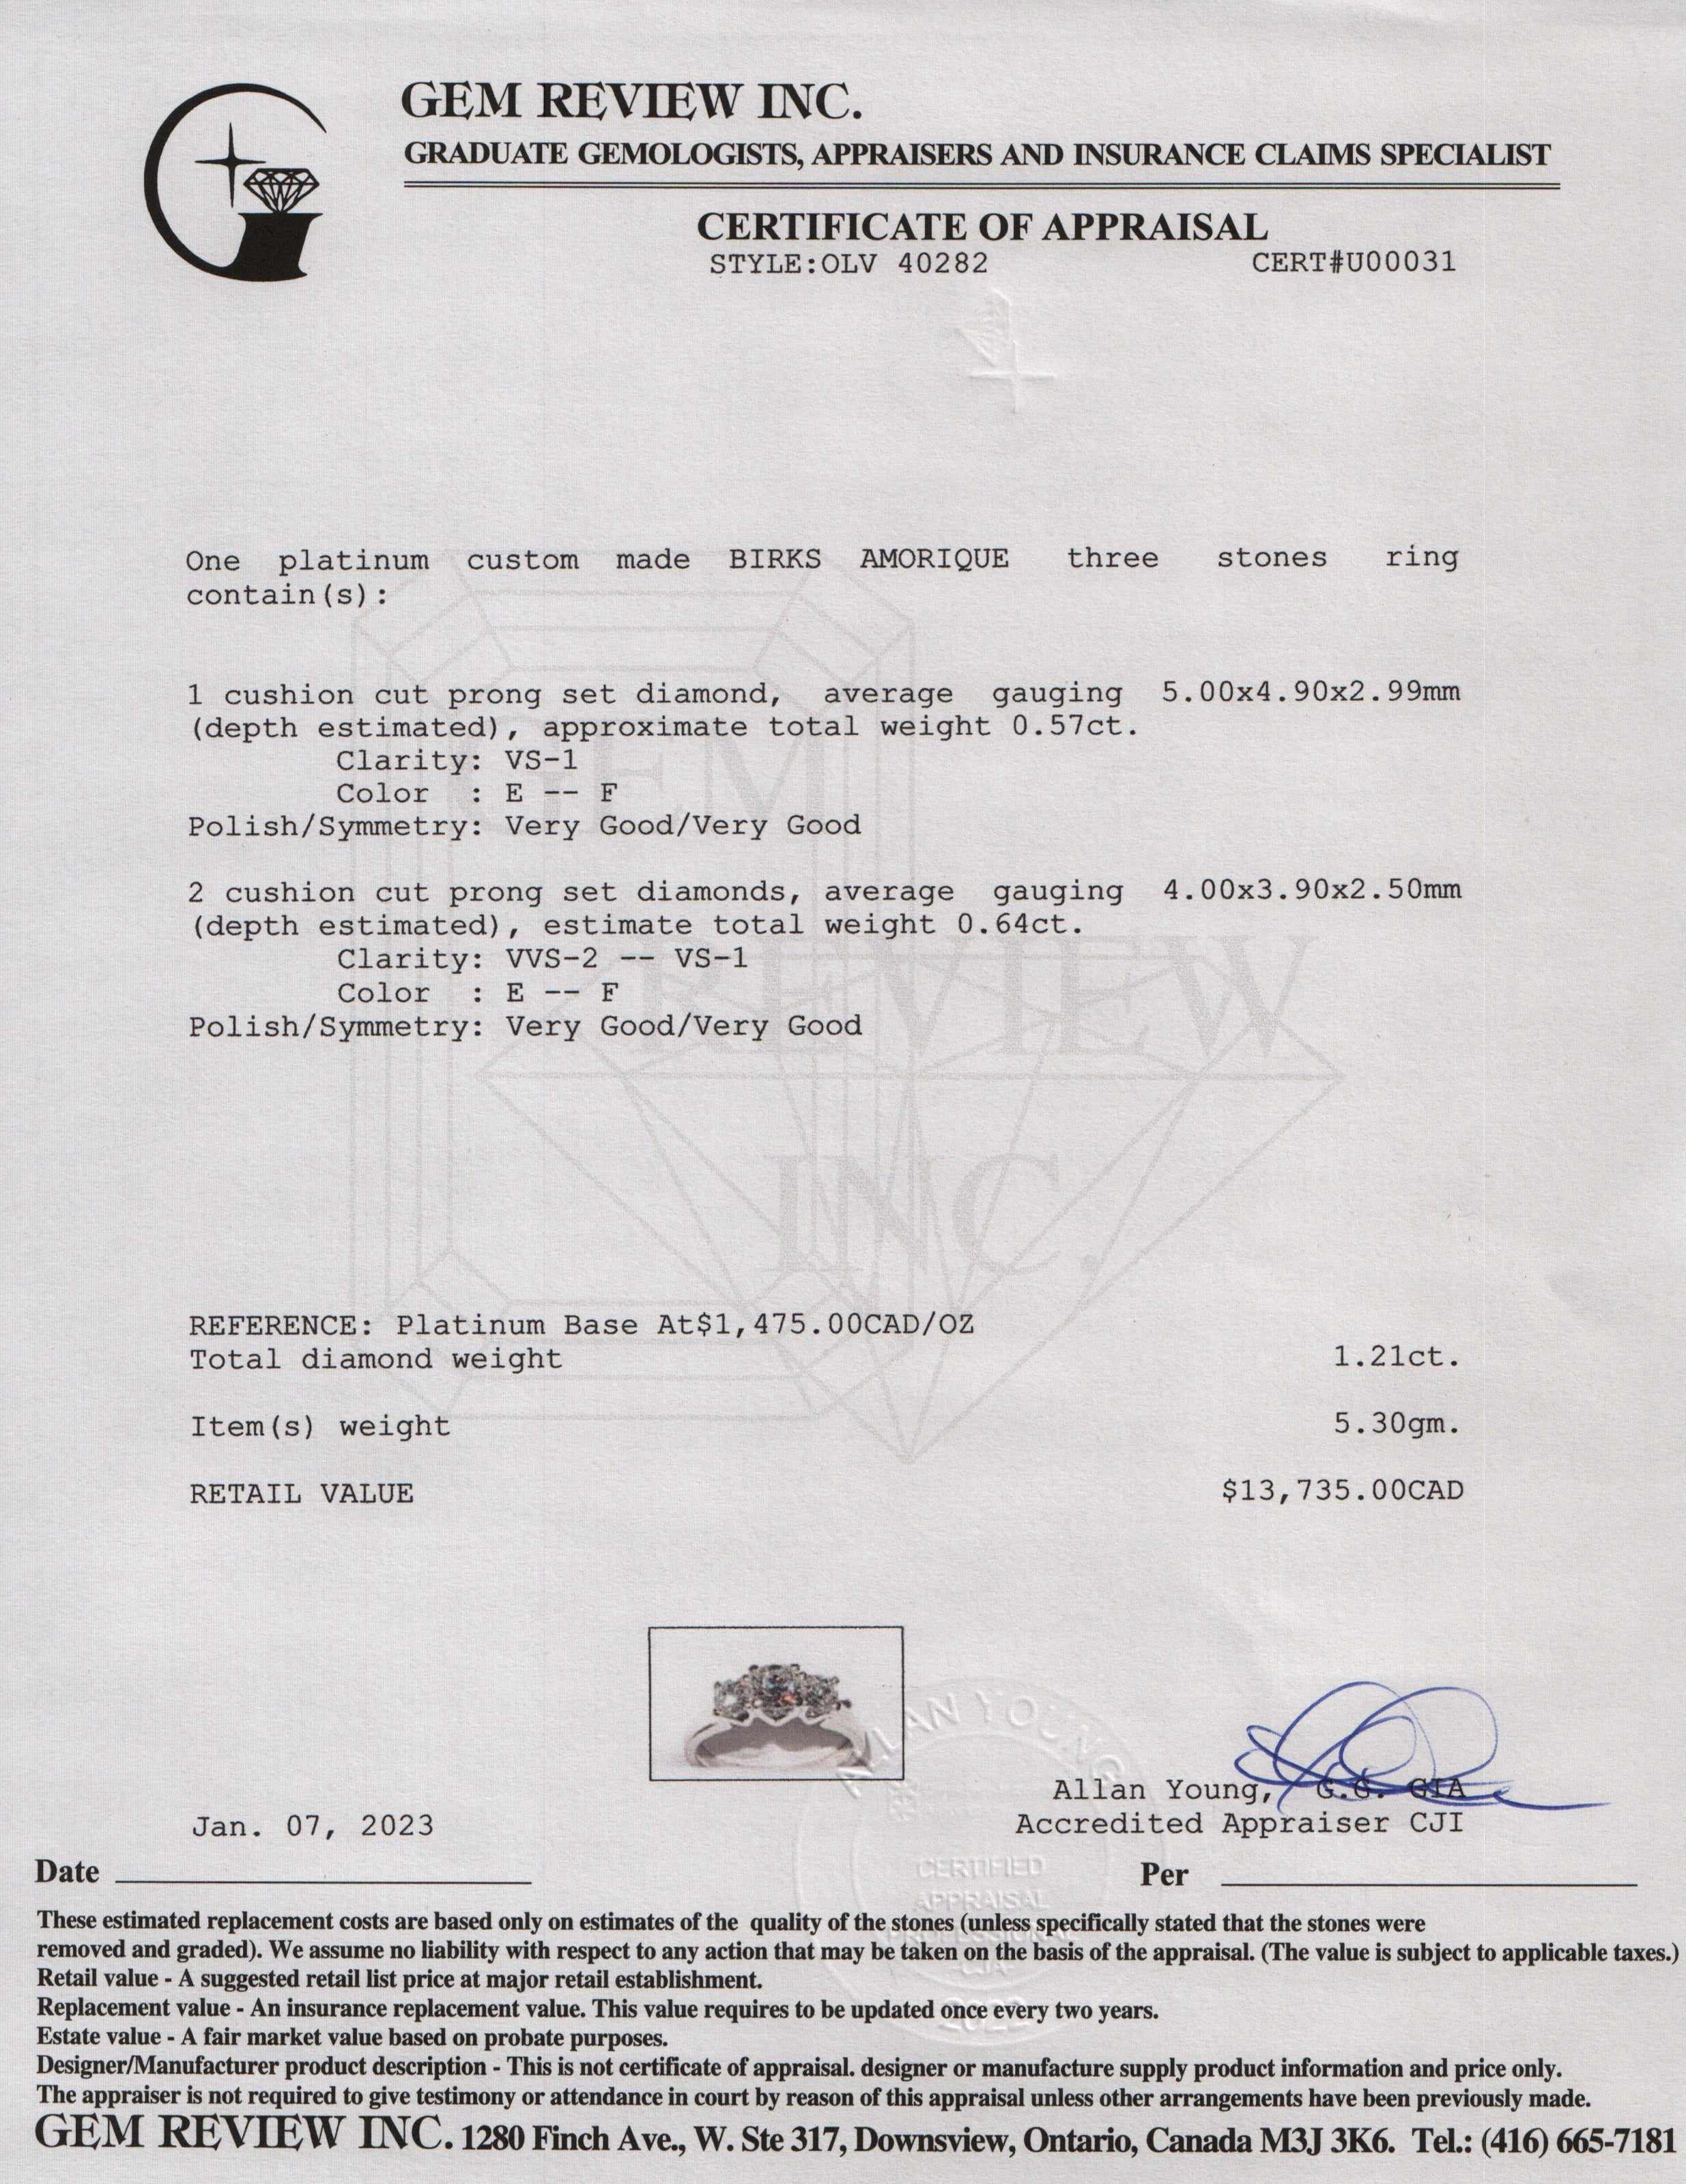 GEM REVIEW INC.
GRADUATE GEMOLOGISTS, APPRAISERS AND INSURANCE CLAIMS SPECIALIST
CERTIFICATE OF APPRAISAL
STYLE:OLV 40282 CERT#U00031
One platinum custom made BIRKS AMORIQUE three stones ring
contain(s):
1 cushion cut prong set diamond, average gauging 5.00x4.90x2.99mm
(depth estimated), approximate total weight 0.57ct.
Clarity: VS-1
Color : E -- F
Polish/Symmetry: Very Good/Very Good
2 cushion cut prong set diamonds, average gauging 4.00x3.90x2.50mm
(depth estimated), estimate total weight 0.64ct.
Clarity: VVS-2 -- VS-1
Color : E -- F
Polish/Symmetry: Very Good/Very Good
GEM
REVIEW
INC.
REFERENCE: Platinum Base At$1,475.00CAD/OZ
Total diamond weight 1.21ct.
Item(s) weight 5.30gm.
RETAIL VALUE $13,735.00CAD
ALLAN YOUNG
Allan Young, G.G. GIA
Jan. 07, 2023 Accredited Appraiser CJI
CERTIFIED
APPRAISAL
PROFESSIONAL
CJA
2022
Date Per
These estimated replacement costs are based only on estimates of the quality of the stones (unless specifically stated that the stones were
removed and graded). We assume no liability with respect to any action that may be taken on the basis of the appraisal. (The value is subject to applicable taxes.)
Retail value - A suggested retail list price at major retail establishment.
Replacement value - An insurance replacement value. This value requires to be updated once every two years.
Estate value - A fair market value based on probate purposes.
Designer/Manufacturer product description - This is not certificate of appraisal. designer or manufacture supply product information and price only.
The appraiser is not required to give testimony or attendance in court by reason of this appraisal unless other arrangements have been previously made.
GEM REVIEW INC. 1280 Finch Ave., W. Ste 317, Downsview, Ontario, Canada M3J 3K6. Tel.: (416) 665-7181